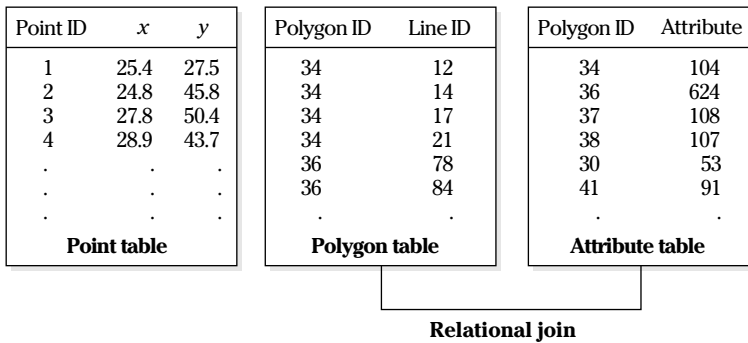 Point ID x y
1 25.4 27.5
2 24.8 45.8
3 27.8 50.4
4 28.9 43.7
. . .
. . .
. . .
Point table
Polygon ID Line ID
34 12
34 14
34 17
34 21
36 78
36 84
. .
Polygon table
Polygon ID Attribute
34 104
36 624
37 108
38 107
30 53
41 91
. .
Attribute table
Relational join